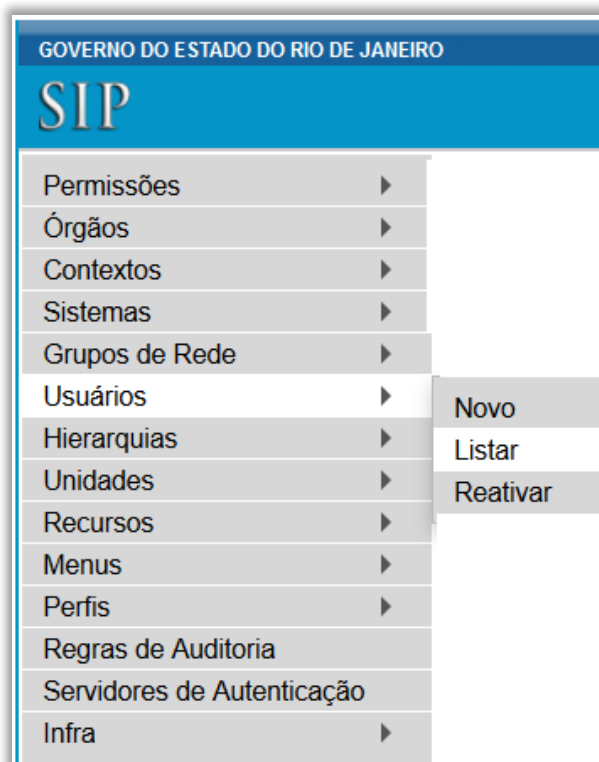 GOVERNO DO ESTADO DO RIO DE JANEIRO
SIP
Permissões
Órgãos
Contextos
Sistemas
Grupos de Rede
Usuários
Hierarquias
Unidades
Recursos
Menus
Perfis
Regras de Auditoria
Servidores de Autenticação
Infra
Novo
Listar
Reativar